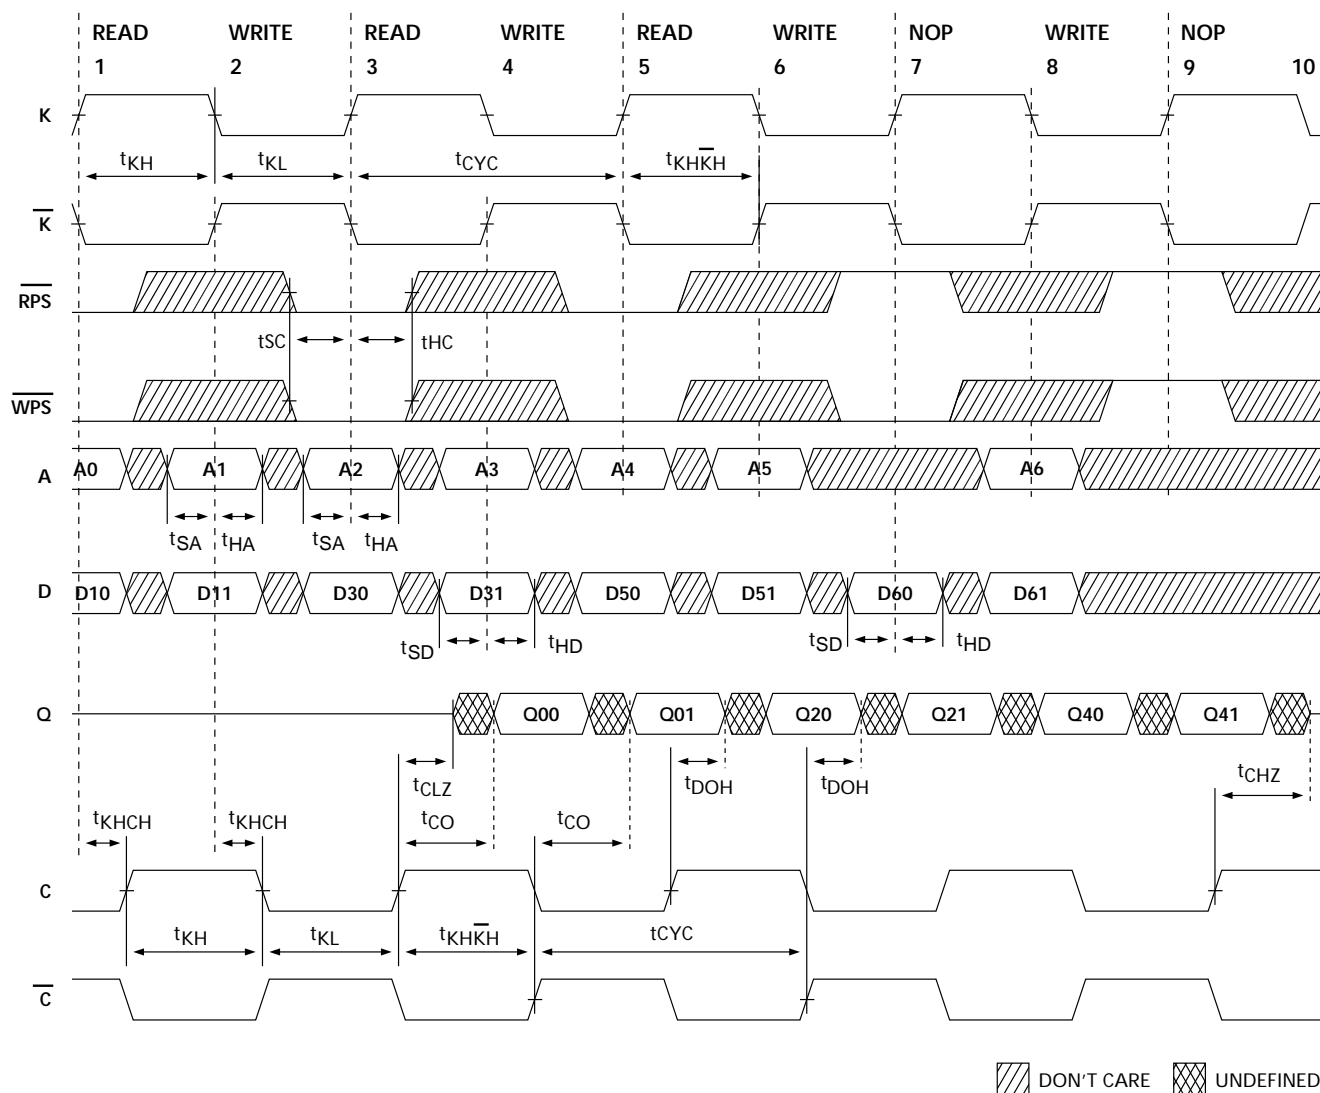 READ WRITE READ WRITE READ WRITE NOP WRITE NOP
1 2 3 4 5 6 7 8 9 10
K
tKH tKL tCYC tKHK̅H
K̅
R̅P̅S̅
tSC tHC
W̅P̅S̅
A A0 A1 A2 A3 A4 A5 A6
tSA tHA tSA tHA
D D10 D11 D30 D31 D50 D51 D60 D61
tSD tHD tSD tHD
Q Q00 Q01 Q20 Q21 Q40 Q41
tCLZ tDOH tDOH tCHZ
tKHCH tKHCH tCO tCO
C
tKH tKL tKHK̅H tCYC
C̅
DON'T CARE UNDEFINED